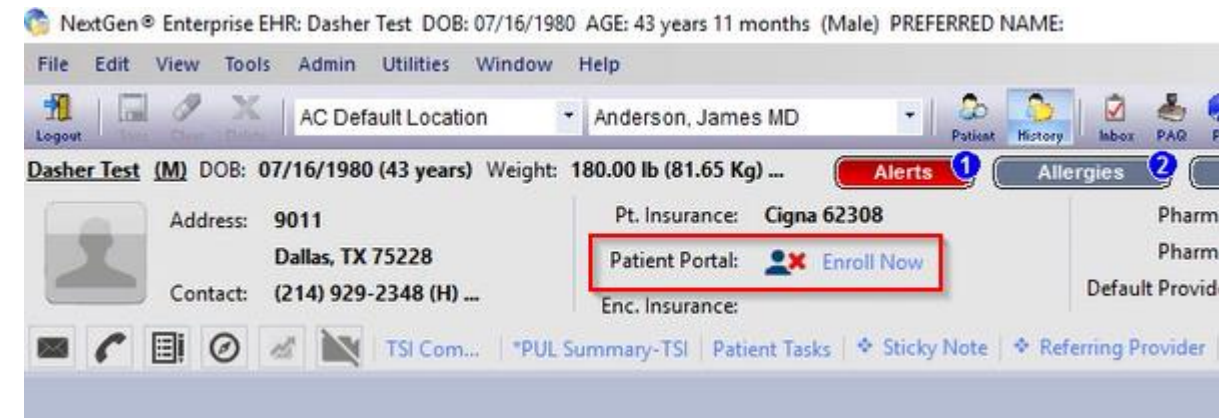 NextGen® Enterprise EHR: Dasher Test DOB: 07/16/1980 AGE: 43 years 11 months (Male) PREFERRED NAME:
File Edit View Tools Admin Utilities Window Help
Logout Save Clear Delete AC Default Location Anderson, James MD Patient History Inbox PAQ
Dasher Test (M) DOB: 07/16/1980 (43 years) Weight: 180.00 lb (81.65 Kg) ... Alerts 1 Allergies 2
Address: 9011 Pt. Insurance: Cigna 62308 Pharm
Dallas, TX 75228 Patient Portal: Enroll Now Pharm
Contact: (214) 929-2348 (H) ... Enc. Insurance: Default Provid
TSI Com... *PUL Summary-TSI Patient Tasks Sticky Note Referring Provider